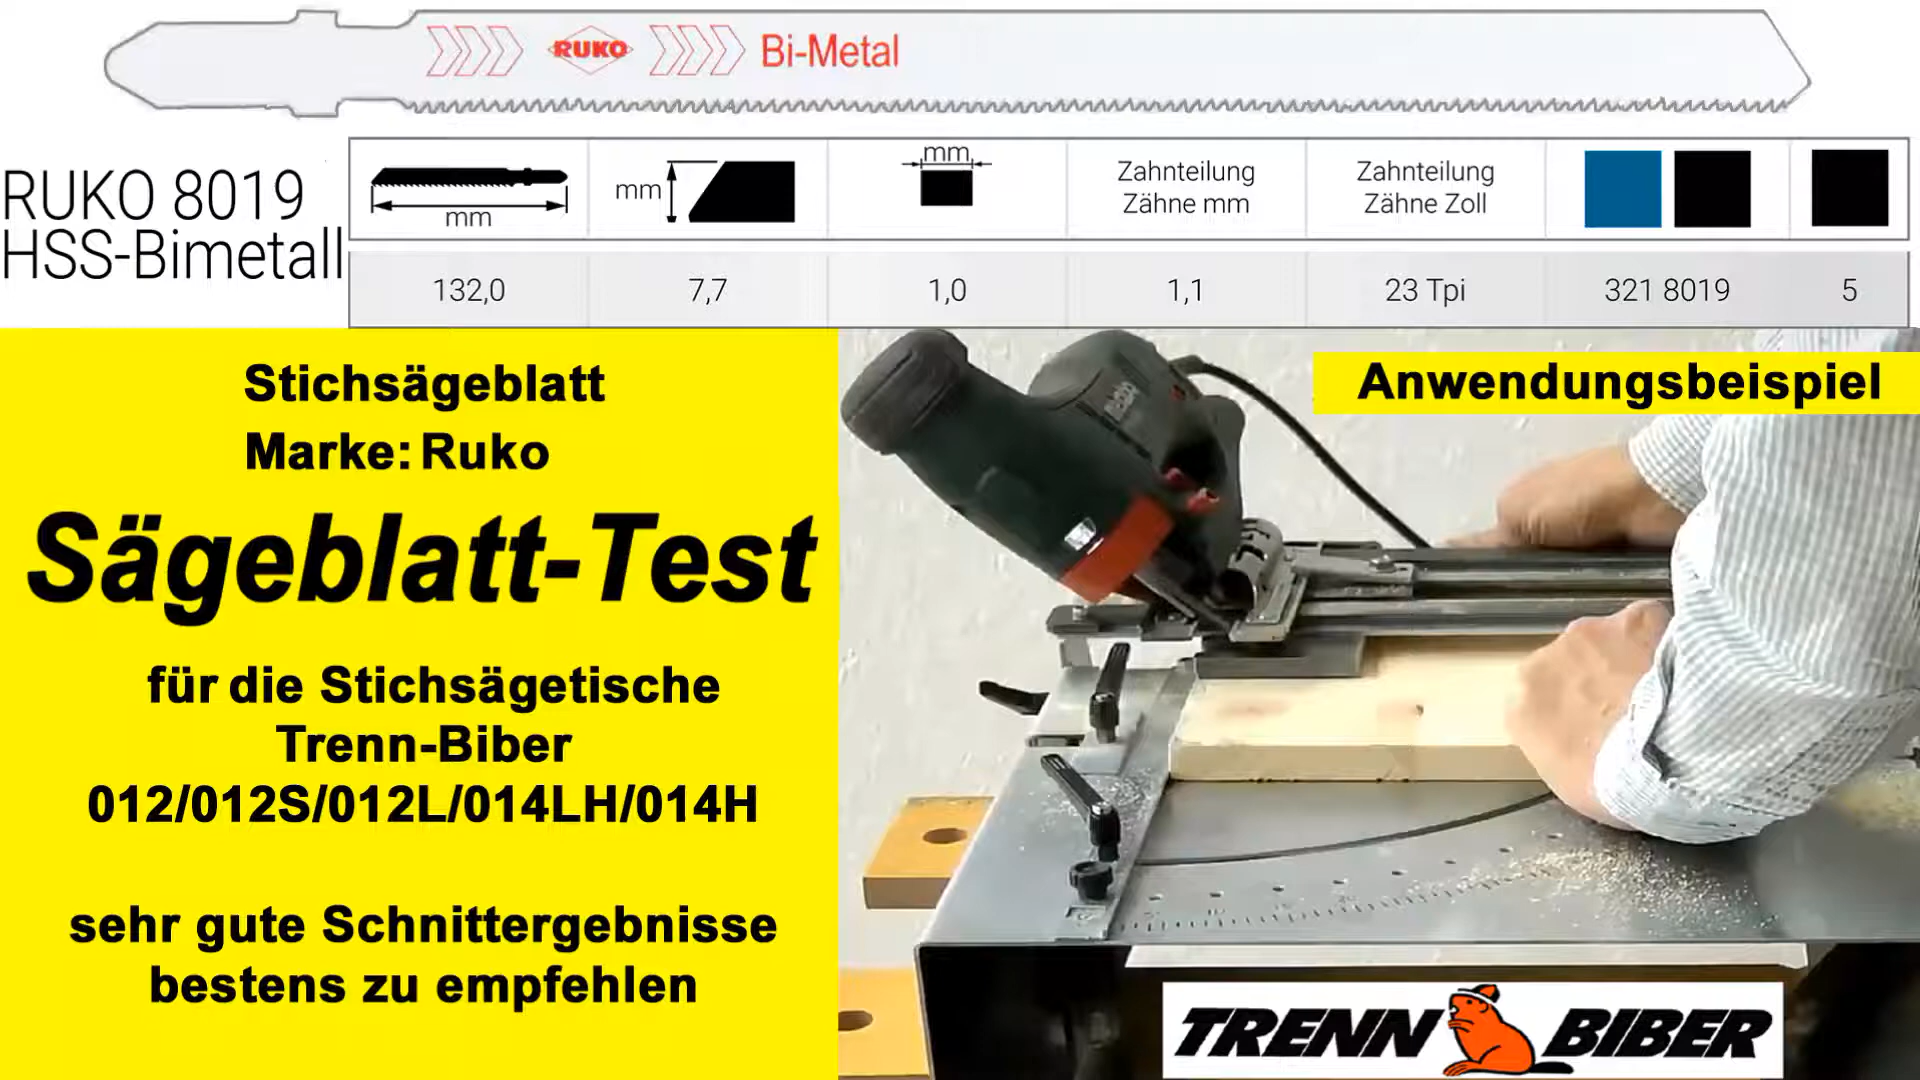 RUKO
Bi-Metal
RUKO 8019
HSS-Bimetall
mm
mm
mm
Zahnteilung
Zähne mm
Zahnteilung
Zähne Zoll
132,0
7,7
1,0
1,1
23 Tpi
321 8019
5
Stichsägeblatt
Marke: Ruko
Sägeblatt-Test
für die Stichsägetische
Trenn-Biber
012/012S/012L/014LH/014H
sehr gute Schnittergebnisse
bestens zu empfehlen
Anwendungsbeispiel
TRENN BIBER